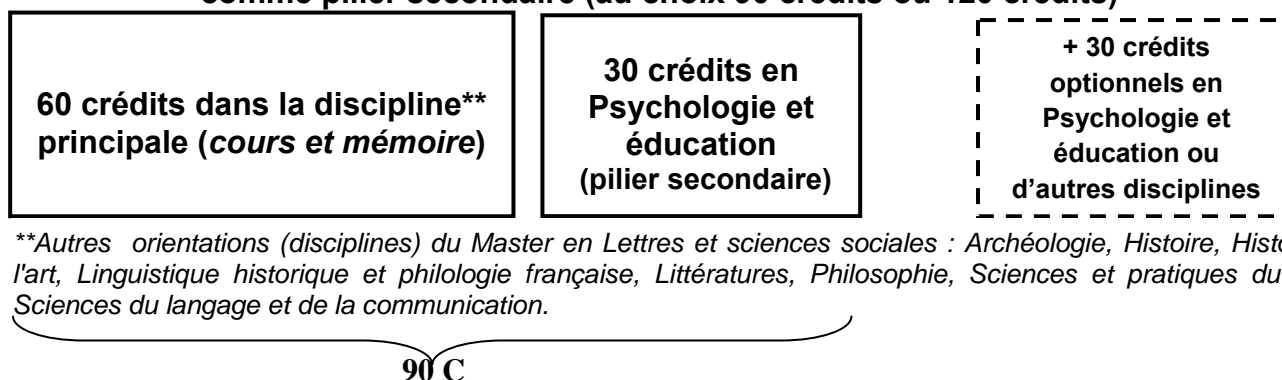 comme pilier secondaire (au choix 90 crédits ou 120 crédits)
60 crédits dans la discipline**
principale (cours et mémoire)
30 crédits en
Psychologie et
éducation
(pilier secondaire)
+ 30 crédits
optionnels en
Psychologie et
éducation ou
d’autres disciplines
**Autres orientations (disciplines) du Master en Lettres et sciences sociales : Archéologie, Histoire,
l'art, Linguistique historique et philologie française, Littératures, Philosophie, Sciences et pratiques du
Sciences du langage et de la communication.
90 C